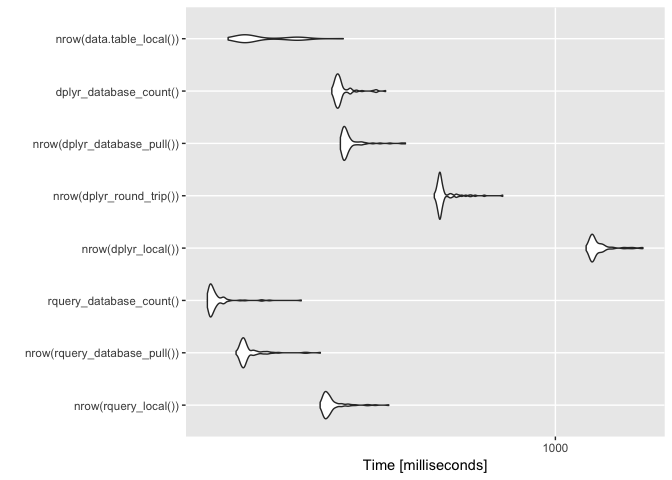 nrow(data.table_local())
dplyr_database_count()
nrow(dplyr_database_pull())
nrow(dplyr_round_trip())
nrow(dplyr_local())
rquery_database_count()
nrow(rquery_database_pull())
nrow(rquery_local())
1000
Time [milliseconds]